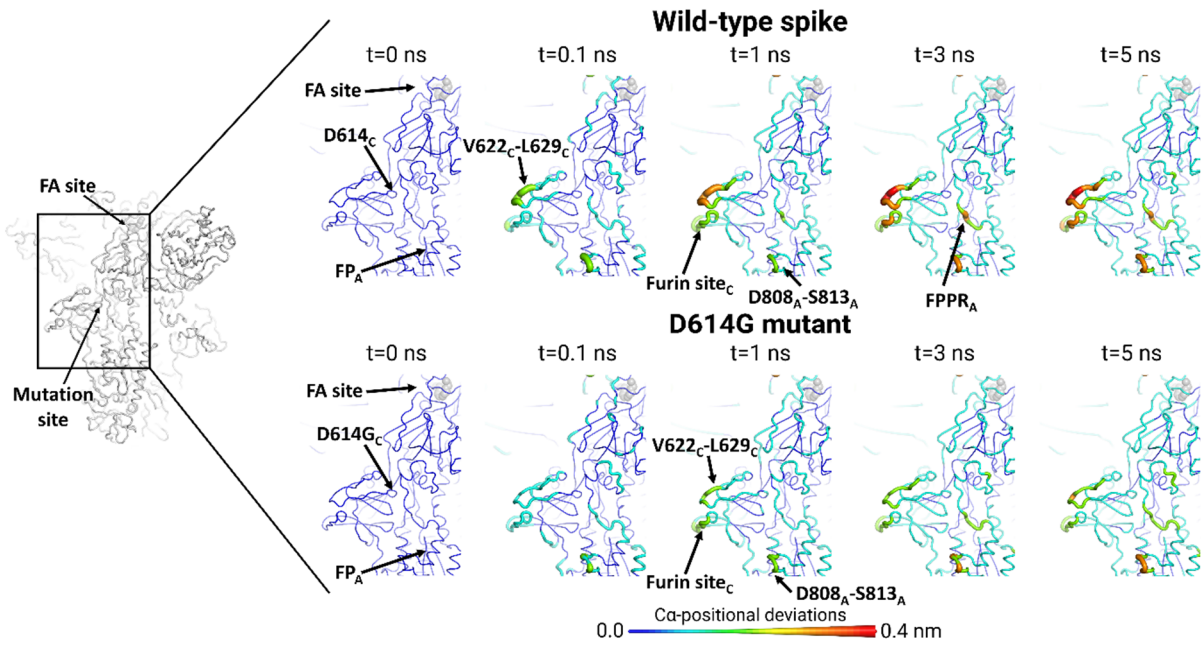 Wild-type spike
t=0 ns
t=0.1 ns
t=1 ns
t=3 ns
t=5 ns
FA site
D614C
V622C-L629C
FA site
FPA
Furin siteC
D808A-S813A
FPPRA
Mutation
site
D614G mutant
t=0 ns
t=0.1 ns
t=1 ns
t=3 ns
t=5 ns
FA site
D614GC
V622C-L629C
FPA
Furin siteC
D808A-S813A
Cα-positional deviations
0.0
0.4 nm